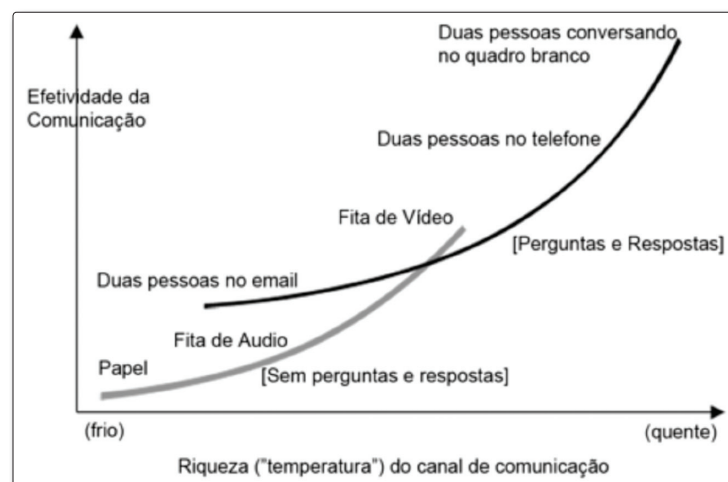 Duas pessoas conversando
no quadro branco
Efetividade da
Comunicação
Duas pessoas no telefone
Fita de Vídeo
[Perguntas e Respostas]
Duas pessoas no email
Fita de Audio
Papel
[Sem perguntas e respostas]
(frio)
(quente)
Riqueza ("temperatura") do canal de comunicação